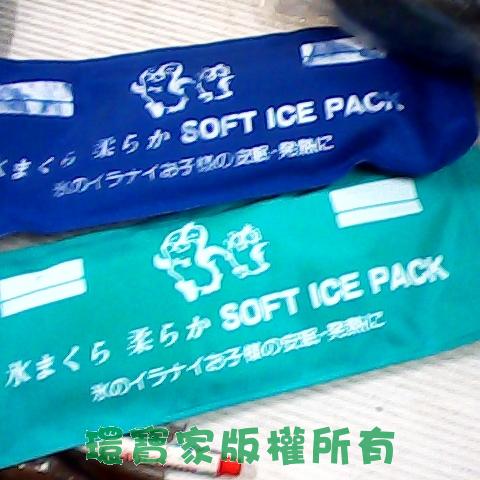 氷まくら 柔らか SOFT ICE PACK
氷のイラナイお子様の安眠・発熱に
氷まくら 柔らか SOFT ICE PACK
氷のイラナイお子様の安眠・発熱に
環寶家版權所有